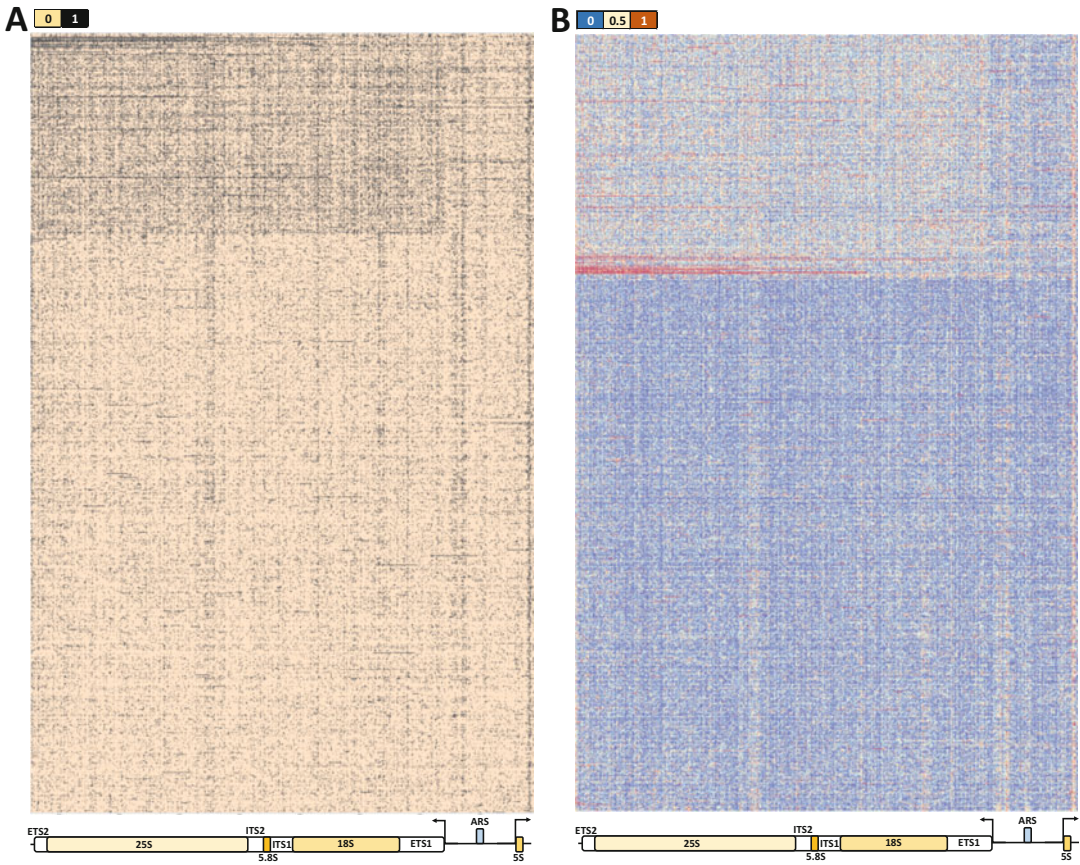 A
0 1
B
0 0.5 1
ETS2 25S ITS2 5.8S ITS1 18S ETS1 ARS 5S
ETS2 25S ITS2 5.8S ITS1 18S ETS1 ARS 5S